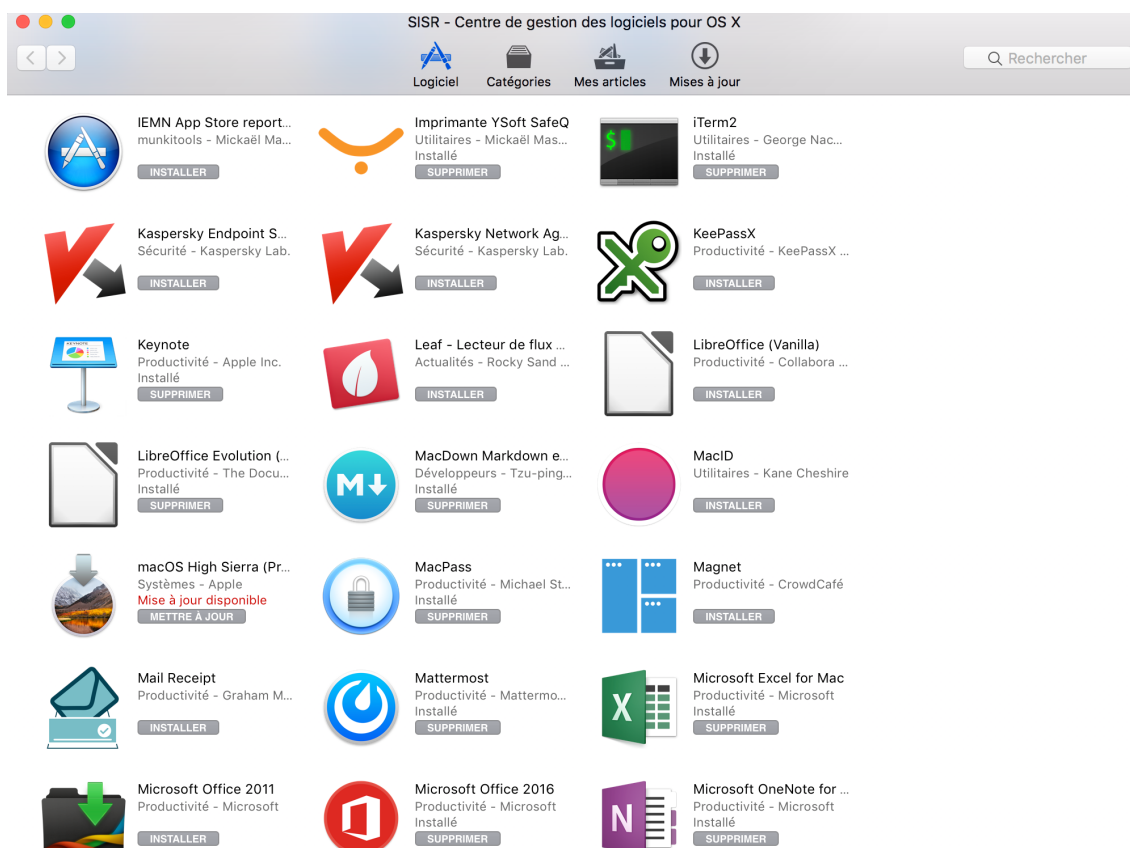 SISR - Centre de gestion des logiciels pour OS X
Logiciel
Catégories
Mes articles
Mises à jour
Rechercher
IEMN App Store report...
munkitools - Mickaël Ma...
INSTALLER
Imprimante YSoft SafeQ
Utilitaires - Mickaël Mas...
Installé
SUPPRIMER
$
iTerm2
Utilitaires - George Nac...
Installé
SUPPRIMER
Kaspersky Endpoint S...
Sécurité - Kaspersky Lab.
INSTALLER
Kaspersky Network Ag...
Sécurité - Kaspersky Lab.
INSTALLER
KeePassX
Productivité - KeePassX ...
INSTALLER
KEYNOTE
Keynote
Productivité - Apple Inc.
Installé
SUPPRIMER
Leaf - Lecteur de flux ...
Actualités - Rocky Sand ...
INSTALLER
LibreOffice (Vanilla)
Productivité - Collabora ...
INSTALLER
LibreOffice Evolution (...
Productivité - The Docu...
Installé
SUPPRIMER
M
MacDown Markdown e...
Développeurs - Tzu-ping...
Installé
SUPPRIMER
MacID
Utilitaires - Kane Cheshire
INSTALLER
macOS High Sierra (Pr...
Systèmes - Apple
Mise à jour disponible
METTRE À JOUR
MacPass
Productivité - Michael St...
Installé
SUPPRIMER
Magnet
Productivité - CrowdCafé
INSTALLER
Mail Receipt
Productivité - Graham M...
INSTALLER
Mattermost
Productivité - Mattermo...
Installé
SUPPRIMER
X
Microsoft Excel for Mac
Productivité - Microsoft
Installé
SUPPRIMER
Microsoft Office 2011
Productivité - Microsoft
INSTALLER
Microsoft Office 2016
Productivité - Microsoft
Installé
SUPPRIMER
N
Microsoft OneNote for ...
Productivité - Microsoft
Installé
SUPPRIMER